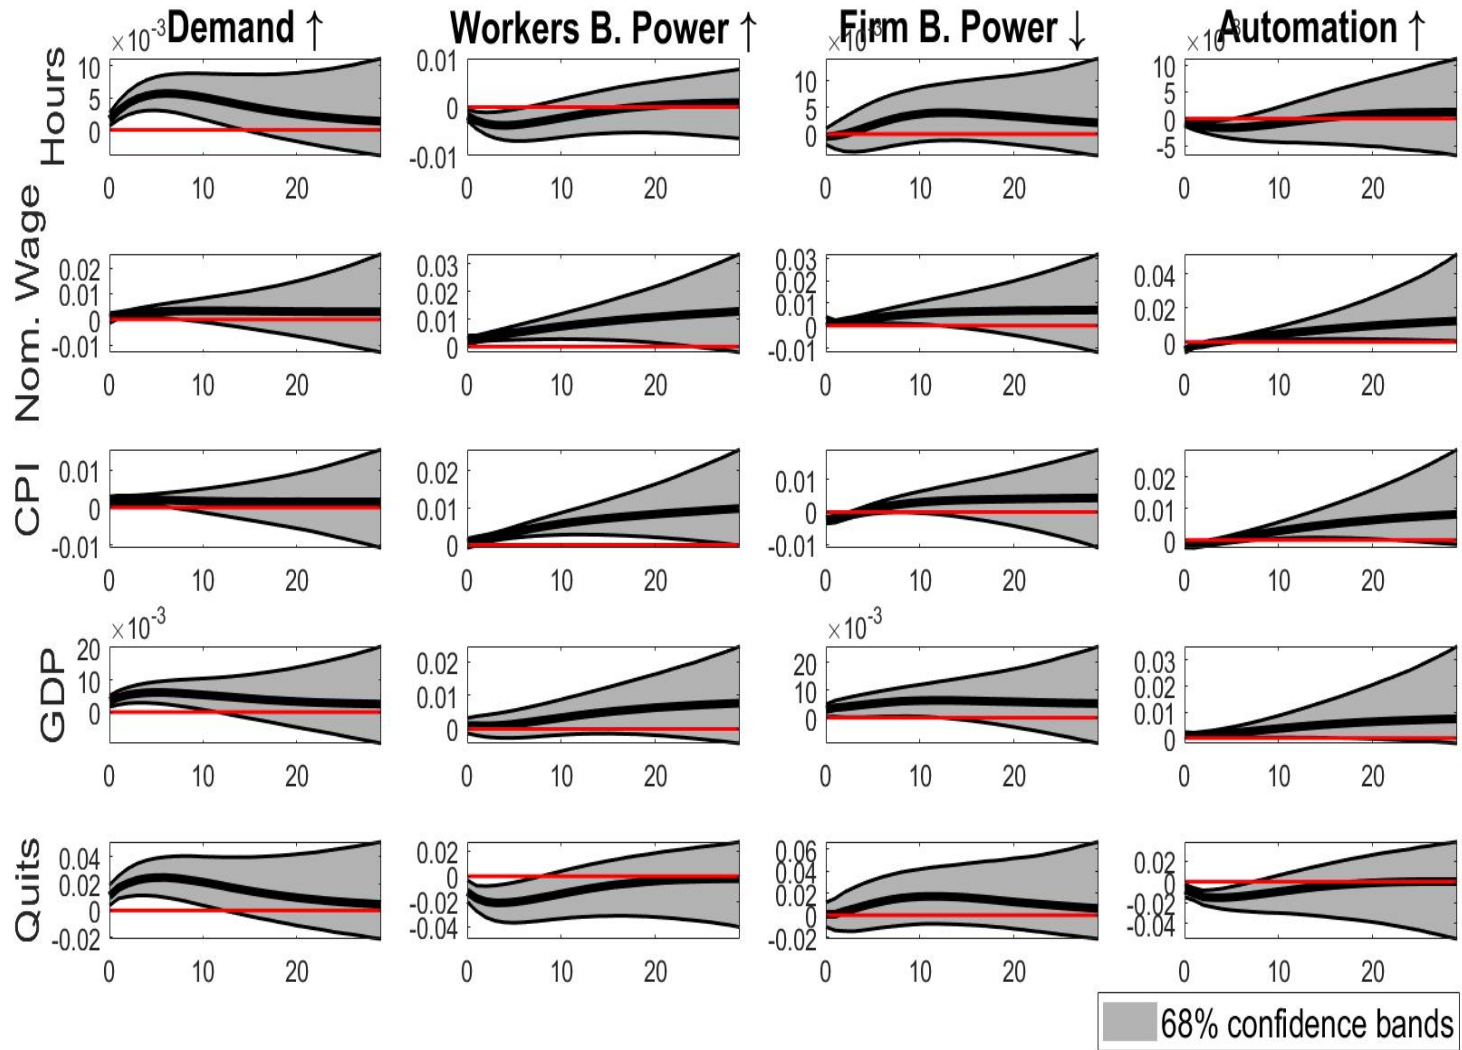 Demand ↑ Workers B. Power ↑ Firm B. Power ↓ Automation ↑
×10-3 ×10-3 ×10-3
Hours
10 5 0
0.01 0 -0.01
10 5 0
10 5 0 -5
0 10 20 0 10 20 0 10 20 0 10 20
Nom. Wage
0.02 0.01 0 -0.01
0.03 0.02 0.01 0
0.03 0.02 0.01 0 -0.01
0.04 0.02 0
0 10 20 0 10 20 0 10 20 0 10 20
CPI
0.01 0 -0.01
0.02 0.01 0
0.01 0 -0.01
0.02 0.01 0
0 10 20 0 10 20 0 10 20 0 10 20
×10-3 ×10-3
GDP
20 10 0
0.02 0.01 0
20 10 0
0.03 0.02 0.01 0
0 10 20 0 10 20 0 10 20 0 10 20
Quits
0.04 0.02 0 -0.02
0.02 0 -0.02 -0.04
0.06 0.04 0.02 0 -0.02
0.02 0 -0.02 -0.04
0 10 20 0 10 20 0 10 20 0 10 20
68% confidence bands